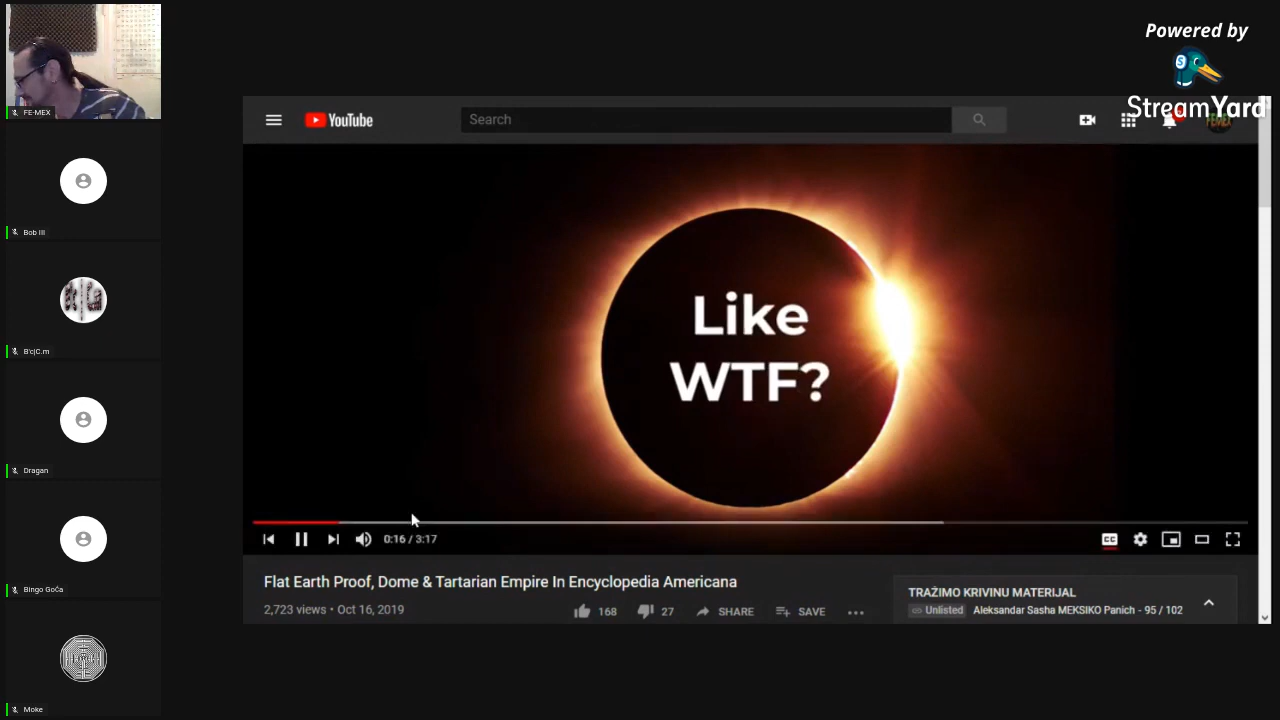 Powered by
StreamYard
FE-MEX
Bob III
B'c|C.m
Dragan
Bingo GoĆa
Moke
YouTube
Search
Like
WTF?
0:16 / 3:17
CC
Flat Earth Proof, Dome & Tartarian Empire In Encyclopedia Americana
2,723 views • Oct 16, 2019
168
27
SHARE
SAVE
TRAŽIMO KRIVINU MATERIJAL
Unlisted Aleksandar Sasha MEKSIKO Panich - 95 / 102